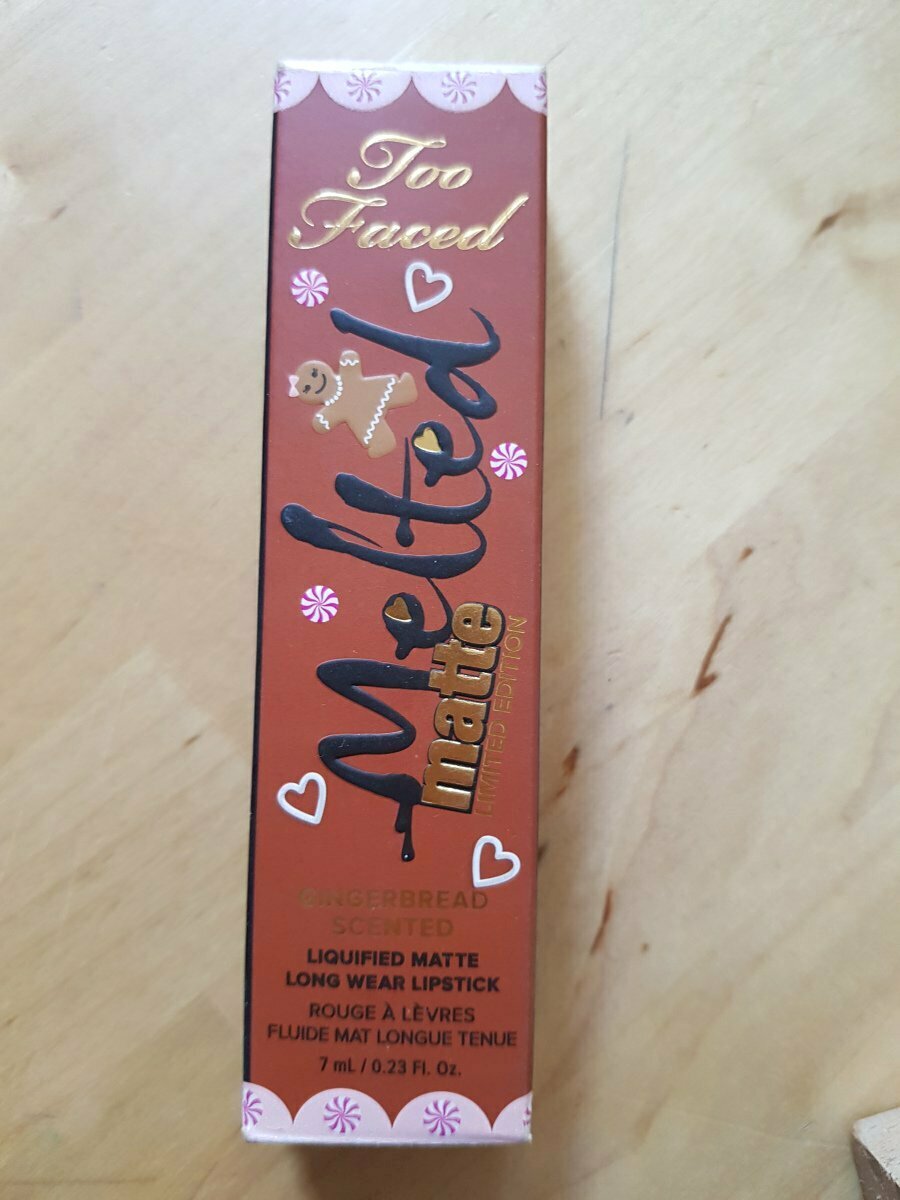 Too
Faced
Melted
matte
LIMITED EDITION
GINGERBREAD
SCENTED
LIQUIFIED MATTE
LONG WEAR LIPSTICK
ROUGE À LÈVRES
FLUIDE MAT LONGUE TENUE
7 mL / 0.23 Fl. Oz.